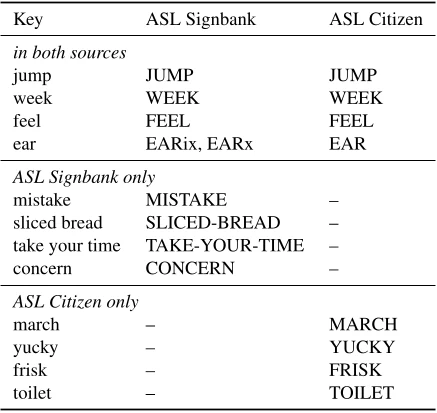 Key ASL Signbank ASL Citizen
in both sources
jump JUMP JUMP
week WEEK WEEK
feel FEEL FEEL
ear EARix, EARx EAR
ASL Signbank only
mistake MISTAKE –
sliced bread SLICED-BREAD –
take your time TAKE-YOUR-TIME –
concern CONCERN –
ASL Citizen only
march – MARCH
yucky – YUCKY
frisk – FRISK
toilet – TOILET